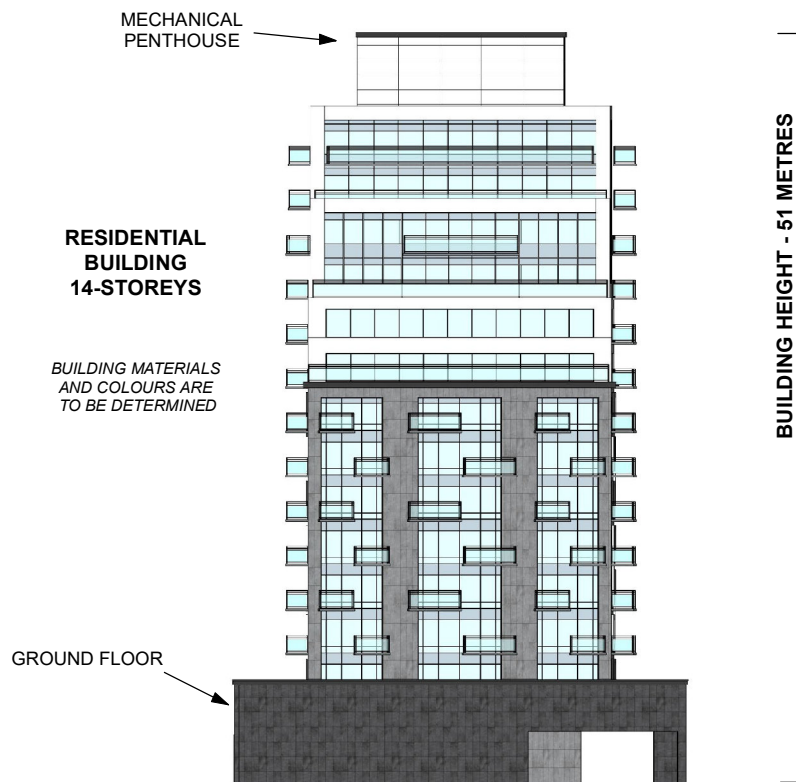 MECHANICAL
PENTHOUSE
RESIDENTIAL
BUILDING
14-STOREYS
BUILDING MATERIALS
AND COLOURS ARE
TO BE DETERMINED
GROUND FLOOR
BUILDING HEIGHT - 51 METRES